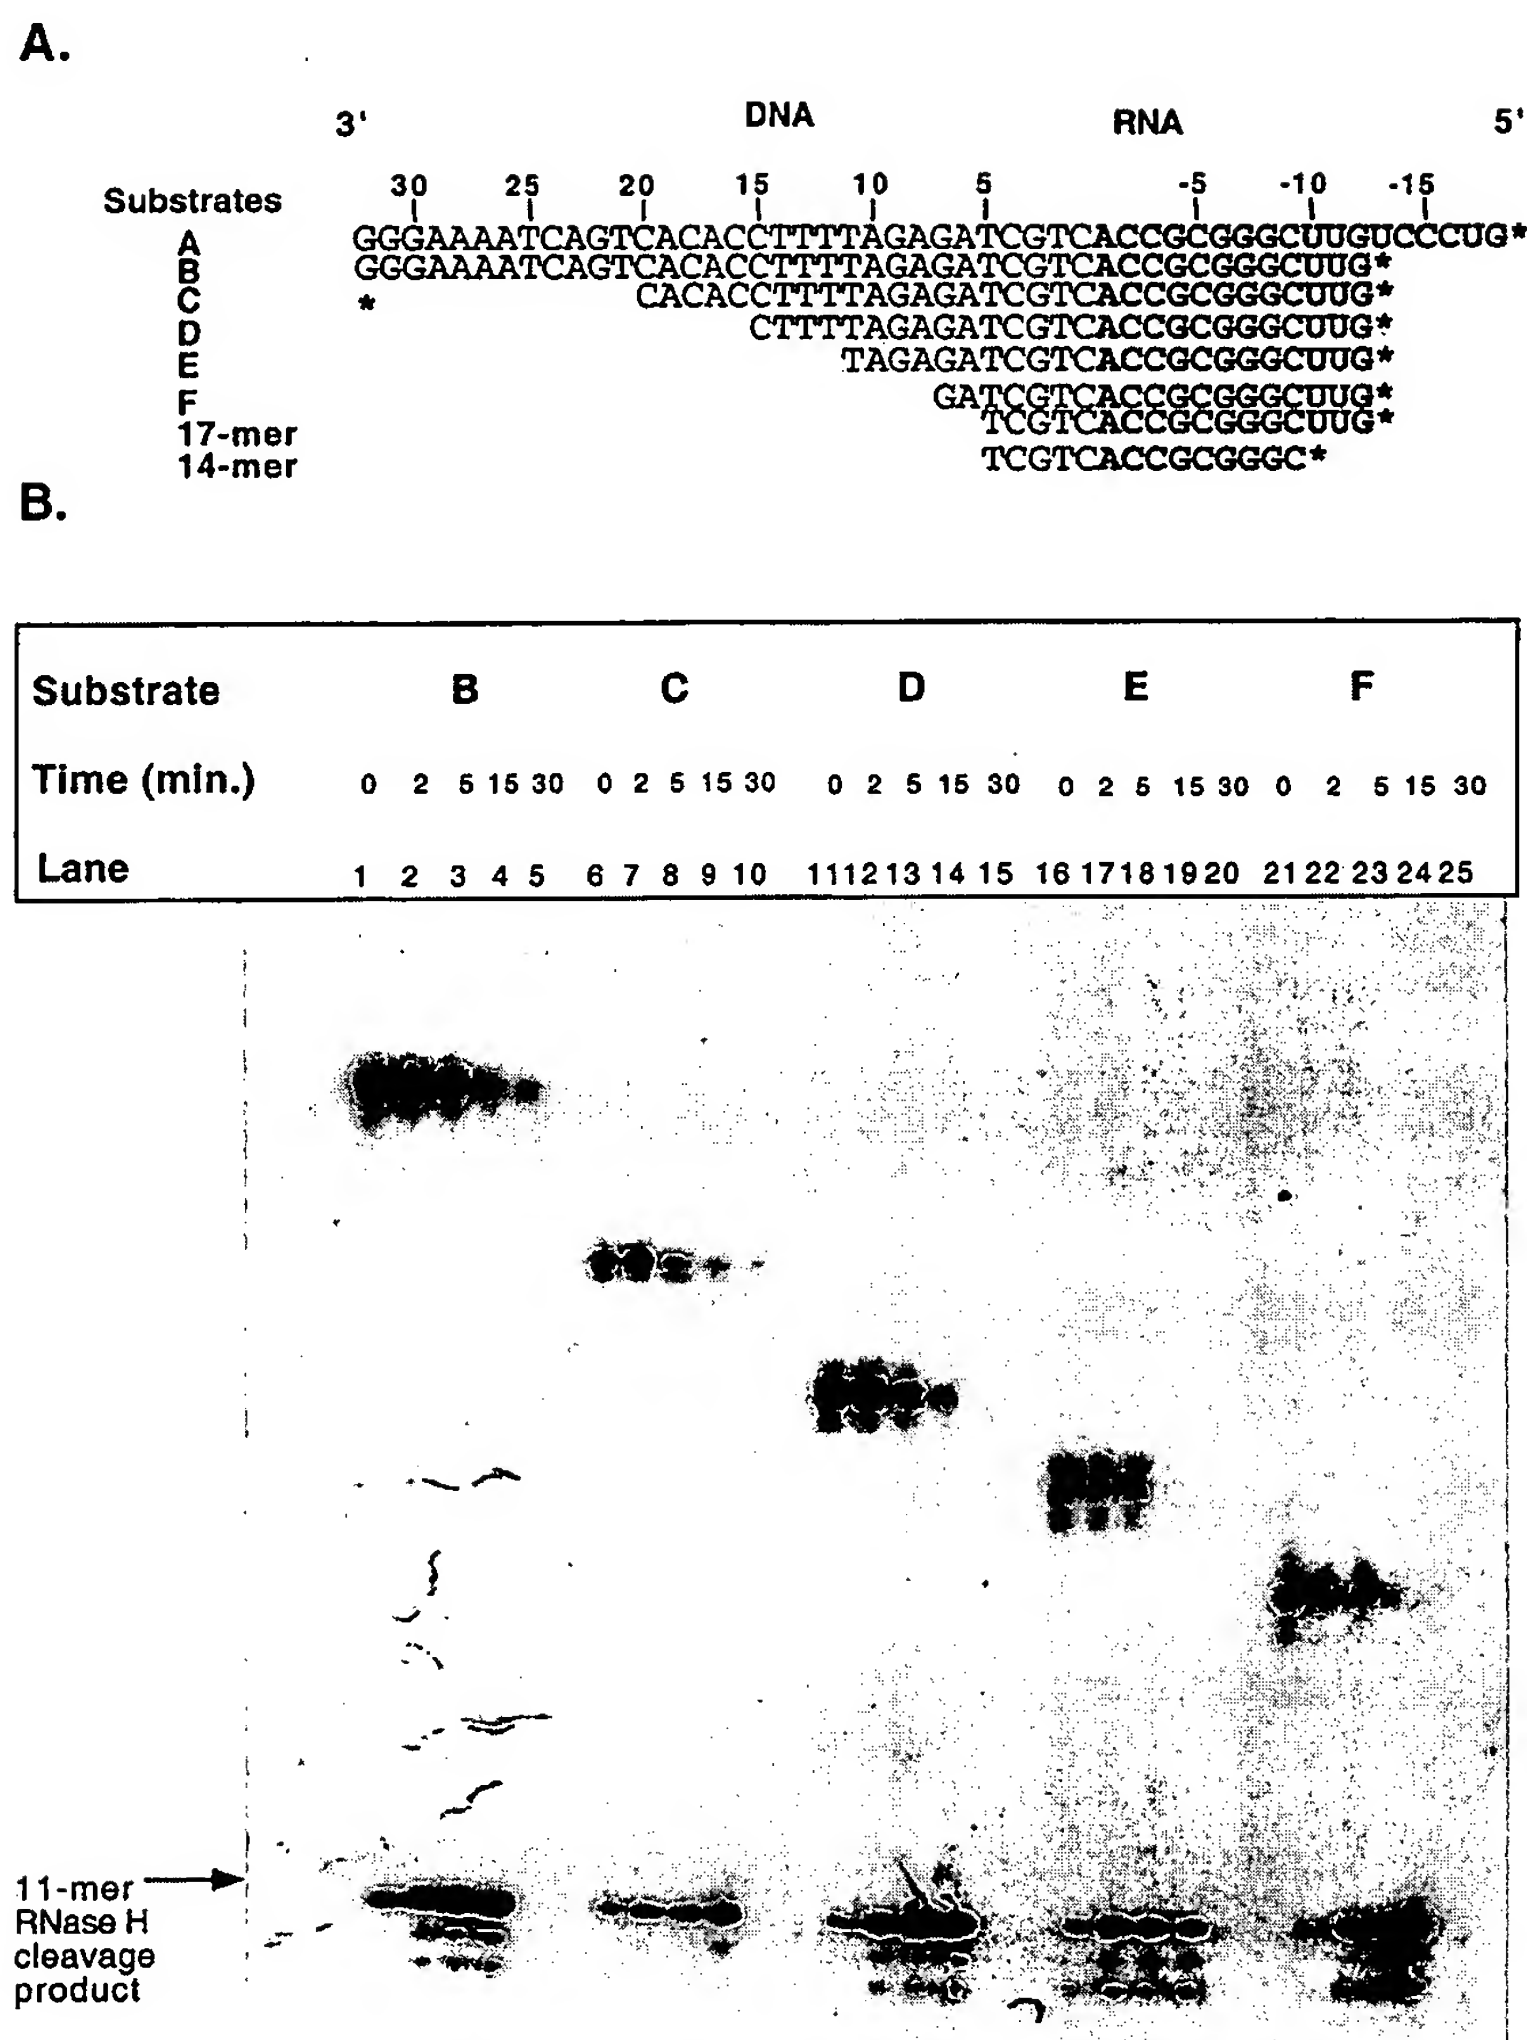 A.
3' DNA RNA 5'
30 25 20 15 10 5 -5 -10 -15
Substrates
A GGGAAAATCAGTCACACCTTTTAGAGATCGTCACCGCGGGCUUGUCCCUG*
B GGGAAAATCAGTCACACCTTTTAGAGATCGTCACCGCGGGCUUG*
C * CACACCTTTTAGAGATCGTCACCGCGGGCUUG*
D CTTTTAGAGATCGTCACCGCGGGCUUG*
E TAGAGATCGTCACCGCGGGCUUG*
F GATCGTCACCGCGGGCUUG*
17-mer TCGTCACCGCGGGCUUG*
14-mer TCGTCACCGCGGGC*
B.
Substrate B C D E F
Time (min.) 0 2 5 15 30 0 2 5 15 30 0 2 5 15 30 0 2 5 15 30 0 2 5 15 30
Lane 1 2 3 4 5 6 7 8 9 10 11 12 13 14 15 16 17 18 19 20 21 22 23 24 25
11-mer
RNase H
cleavage
product